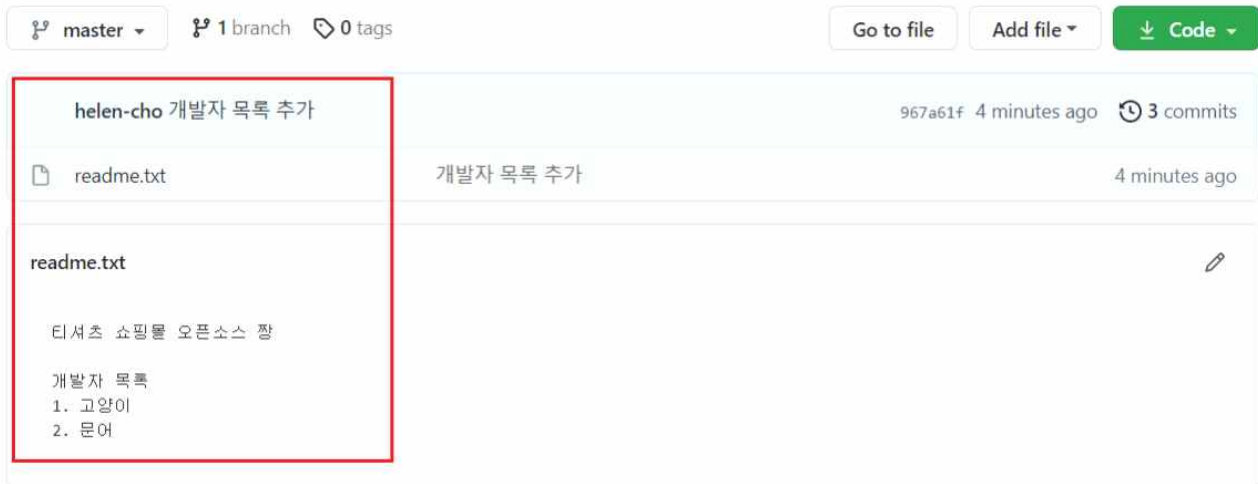 master 1 branch 0 tags Go to file Add file Code
helen-cho 개발자 목록 추가 967a61f 4 minutes ago 3 commits
readme.txt 개발자 목록 추가 4 minutes ago
readme.txt
티셔츠 쇼핑몰 오픈소스 짱
개발자 목록
1. 고양이
2. 문어